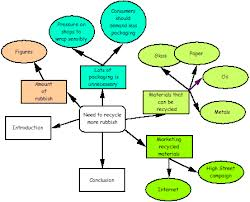 Consumers
should
demand less
packaging
Pressure on
shops to
wrap sensibly
Figures
Glass
Paper
Oil
Metals
Amount
of
rubbish
Lots of
packaging is
unnecessary
Materials that
can be
recycled
Introduction
Need to recycle
more rubbish
Marketing
recycled
materials
Conclusion
High Street
campaign
Internet